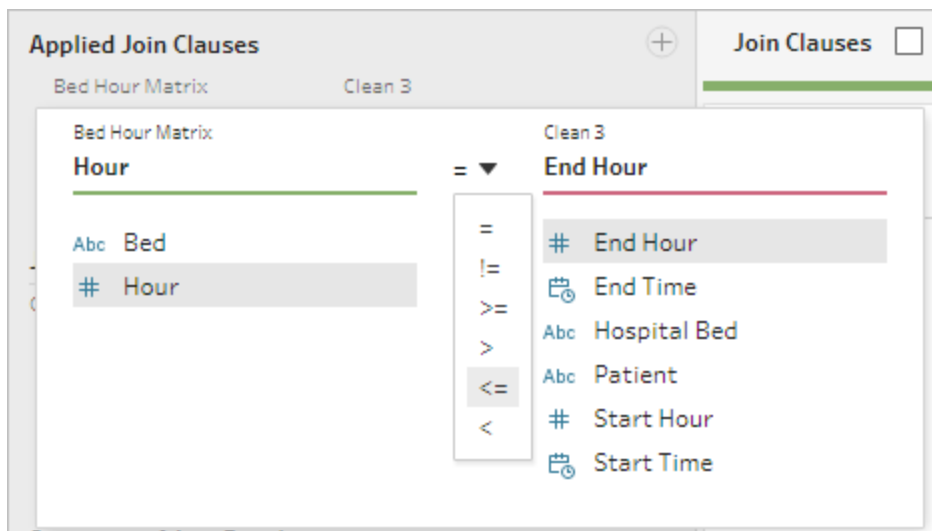 Applied Join Clauses
Join Clauses
Bed Hour Matrix Clean 3
Bed Hour Matrix Clean 3
Hour = End Hour
Abc Bed
# Hour
=
!=
>=
>
<=
<
# End Hour
End Time
Abc Hospital Bed
Abc Patient
# Start Hour
Start Time